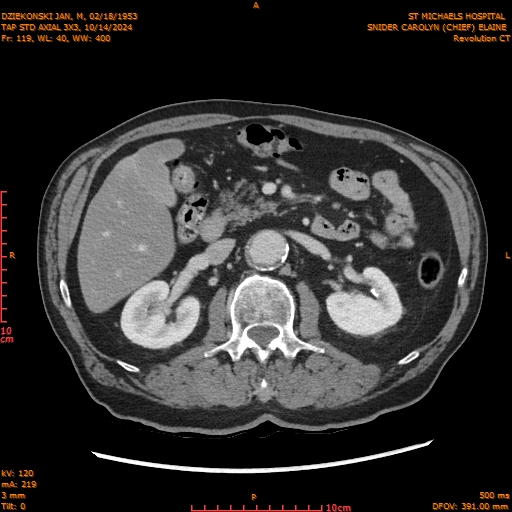 A
DZIEKONSKI JAN, M, 02/18/1953
TAP STD AXIAL 3X3, 10/14/2024
Fr: 119, WL: 40, WW: 400
ST MICHAELS HOSPITAL
SNIDER CAROLYN (CHIEF) ELAINE
Revolution CT
R
L
10
cm
kV: 120
mA: 219
3 mm
Tilt: 0
P
10cm
500 ms
DFOV: 391.00 mm